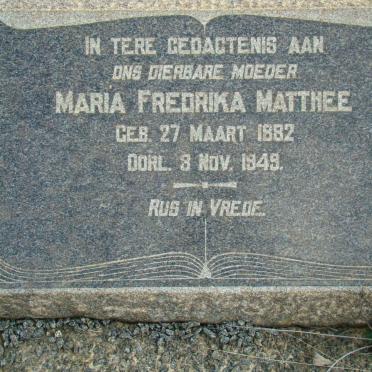 IN TERE GEDAGTENIS AAN
ONS DIERBARE MOEDER
MARIA FREDRIKA MATTHEE
GEB. 27 MAART 1882
OORL. 3 NOV. 1949.
RUS IN VREDE.